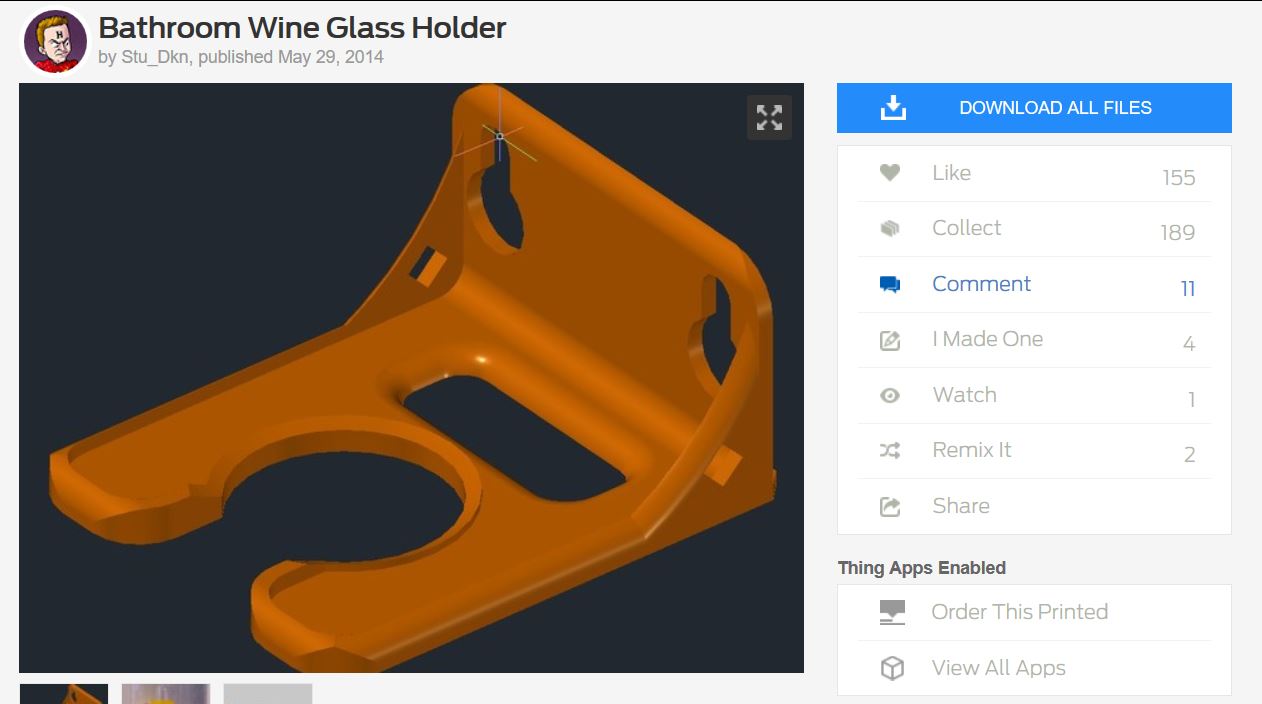 Bathroom Wine Glass Holder
by Stu_Dkn, published May 29, 2014
H
DOWNLOAD ALL FILES
Like 155
Collect 189
Comment 11
I Made One 4
Watch 1
Remix It 2
Share
Thing Apps Enabled
Order This Printed
View All Apps